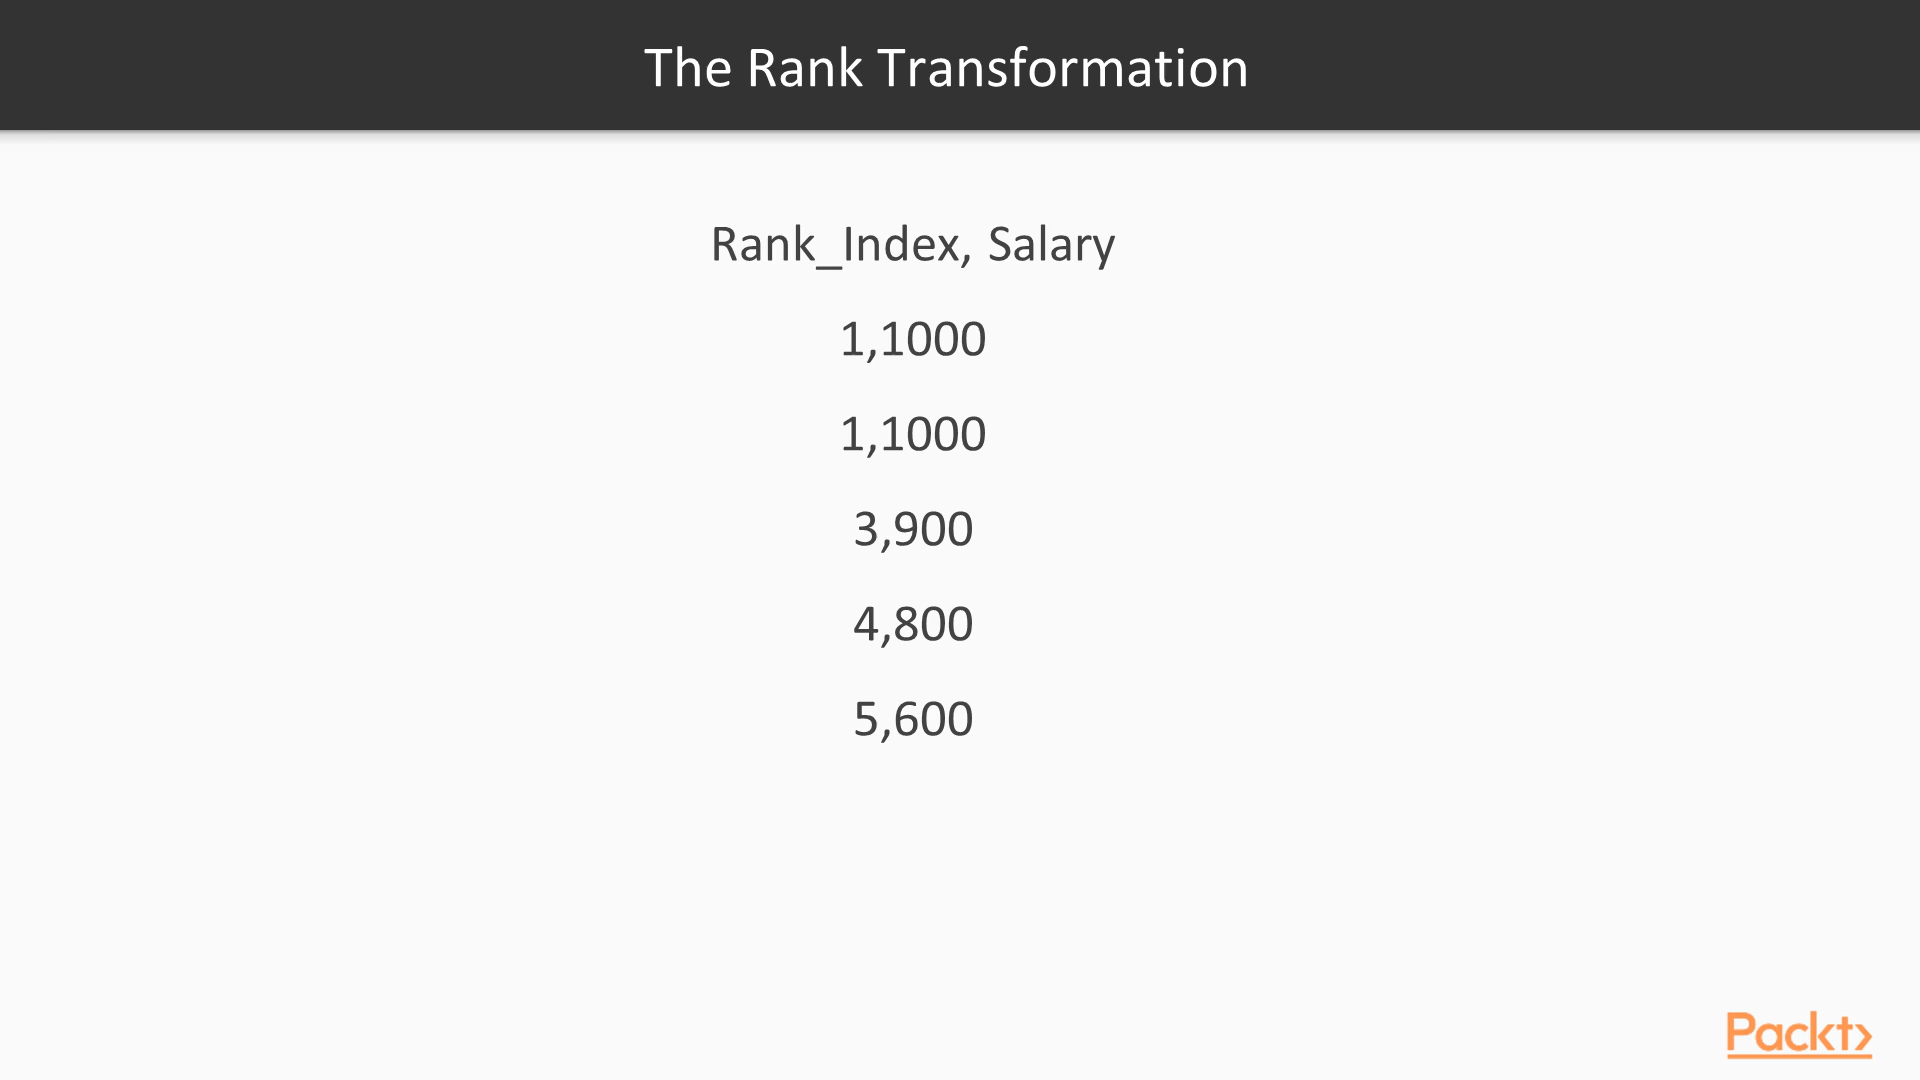 The Rank Transformation
Rank_Index, Salary
1,1000
1,1000
3,900
4,800
5,600
Packt>